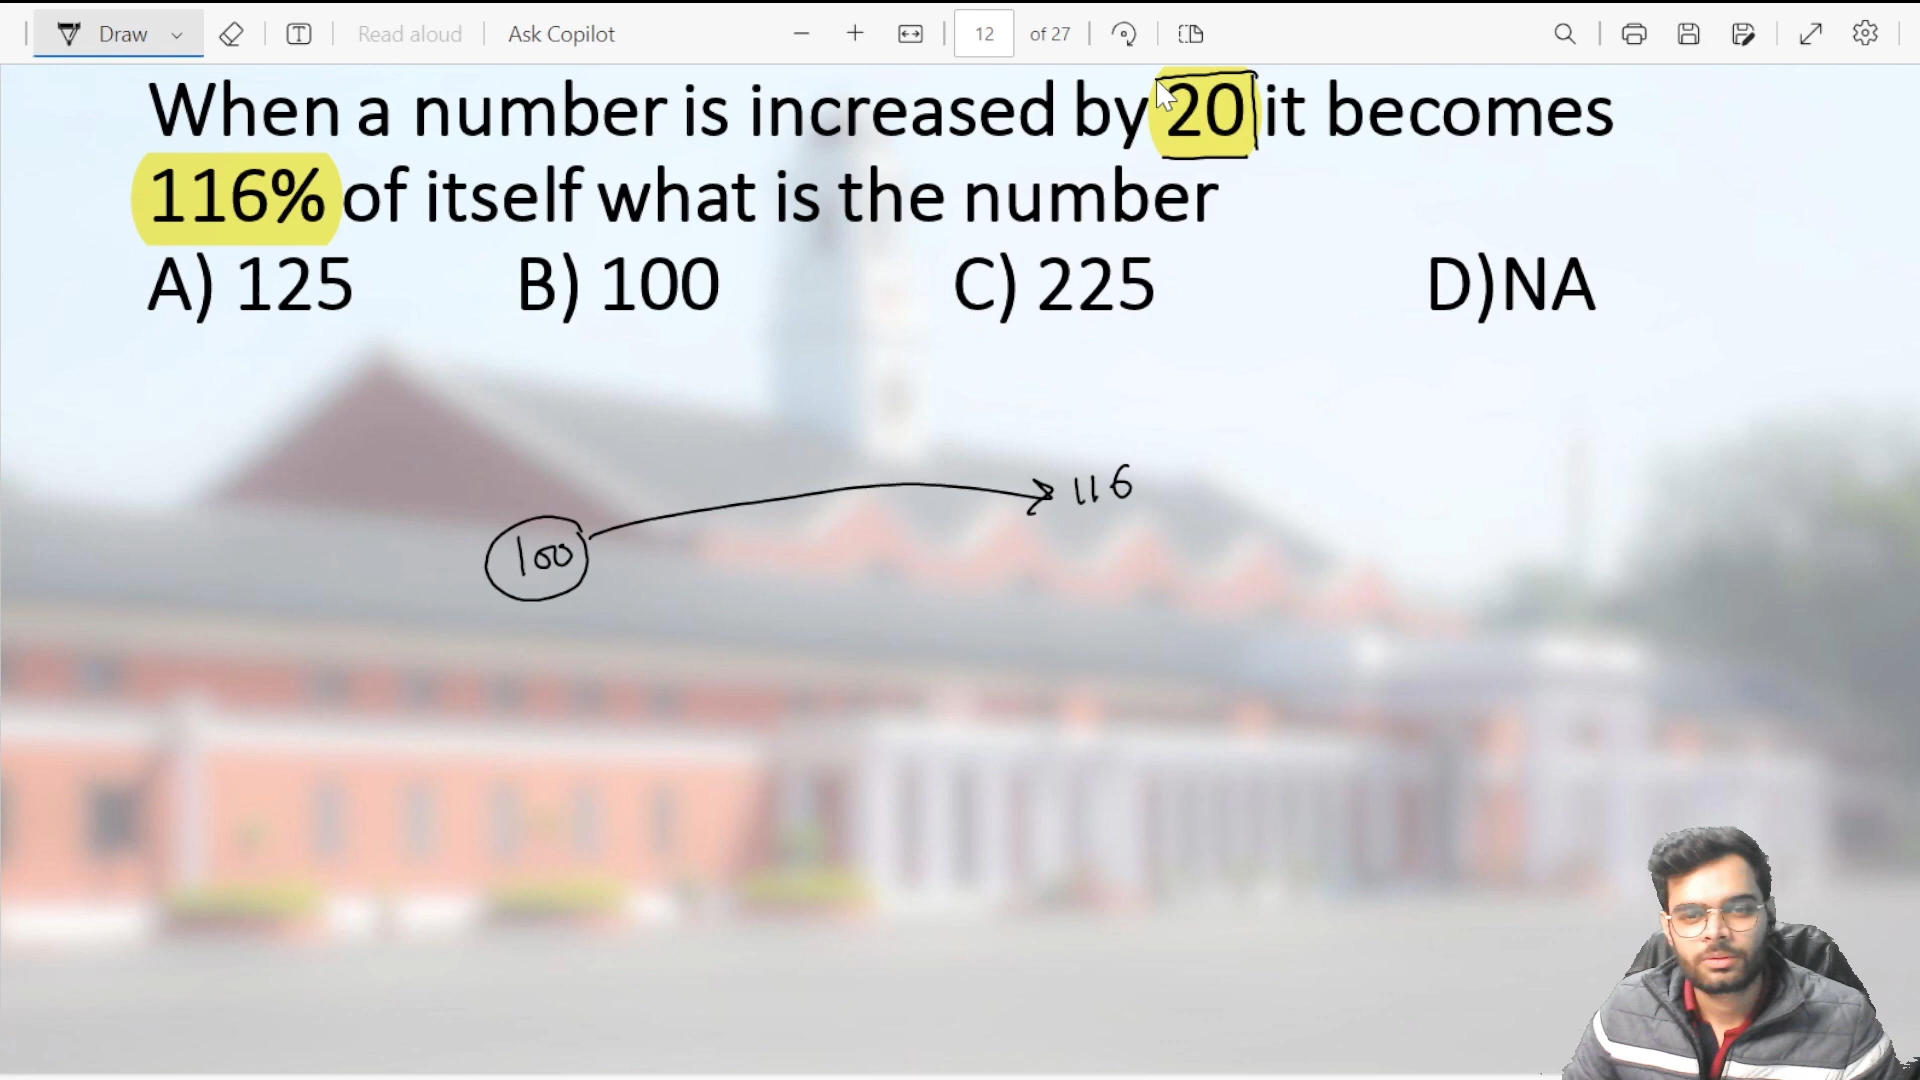 Draw
Read aloud
Ask Copilot
12 of 27
When a number is increased by 20 it becomes
116% of itself what is the number
A) 125 B) 100 C) 225 D)NA
116
100